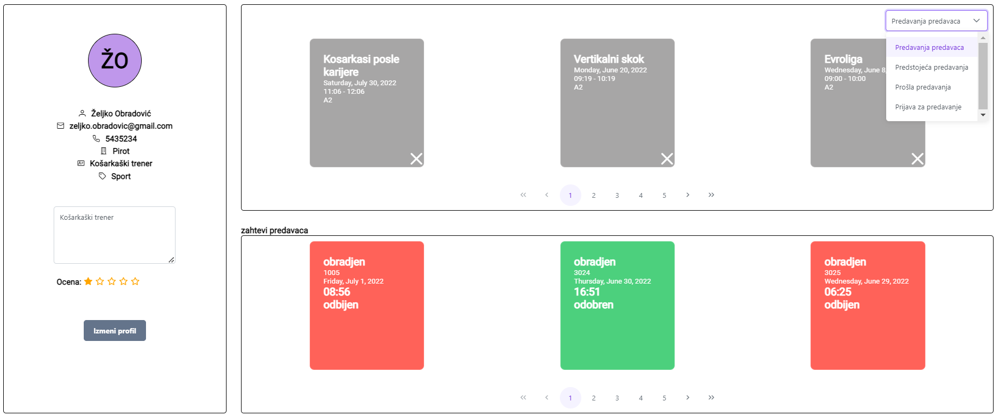 ŽO
Željko Obradović
zeljko.obradovic@gmail.com
5435234
Pirot
Košarkaški trener
Sport
Košarkaški trener
Ocena:
Izmeni profil
Predavanja predavaca
Predavanja predavaca
Predstojeća predavanja
Prošla predavanja
Prijava za predavanje
Kosarkasi posle
karijere
Saturday, July 30, 2022
11:06 - 12:06
A2
Vertikalni skok
Monday, June 20, 2022
09:19 - 10:19
A2
Evroliga
Wednesday, June 8,
09:00 - 10:00
A2
« ‹ 1 2 3 4 5 › »
zahtevi predavaca
obradjen
1005
Friday, July 1, 2022
08:56
odbijen
obradjen
3024
Thursday, June 30, 2022
16:51
odobren
obradjen
3025
Wednesday, June 29, 2022
06:25
odbijen
« ‹ 1 2 3 4 5 › »